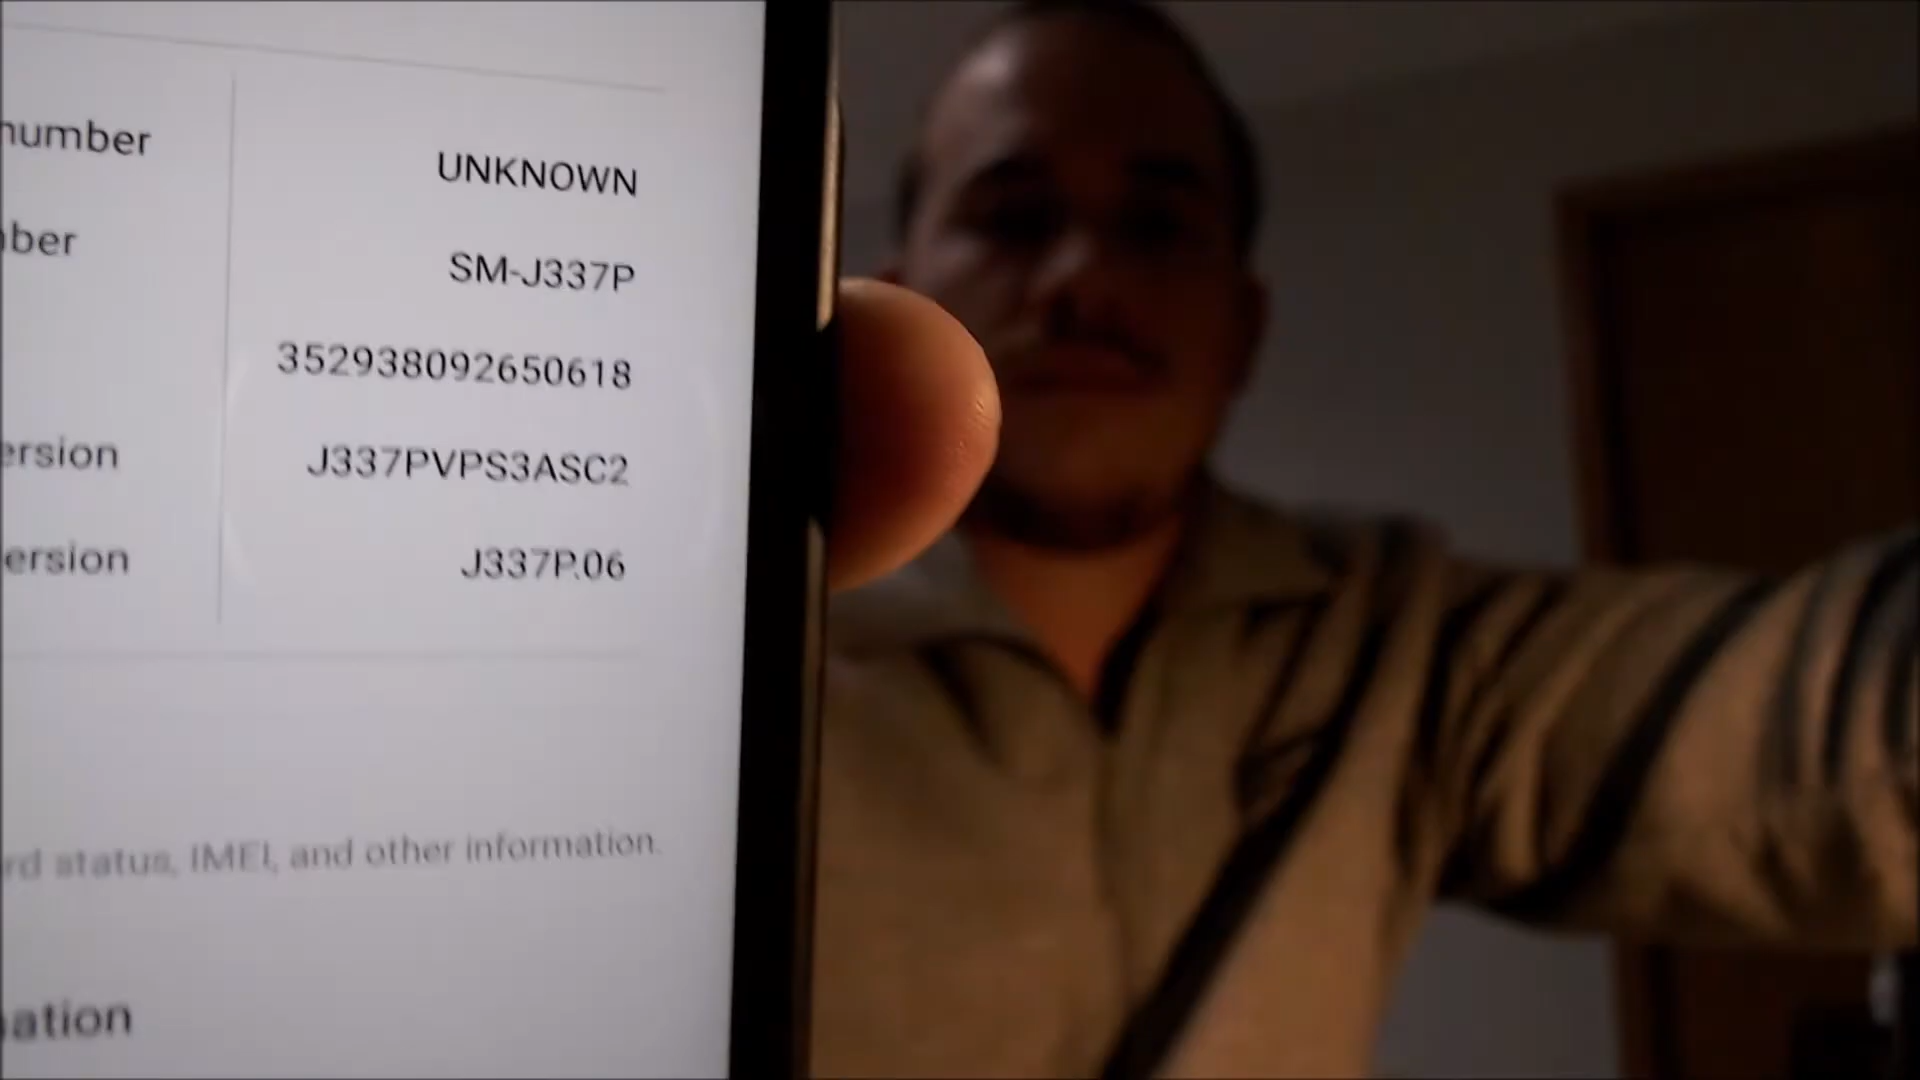 number UNKNOWN
ber SM-J337P
352938092650618
ersion J337PVPS3ASC2
ersion J337P.06
rd status, IMEI, and other information.
ation